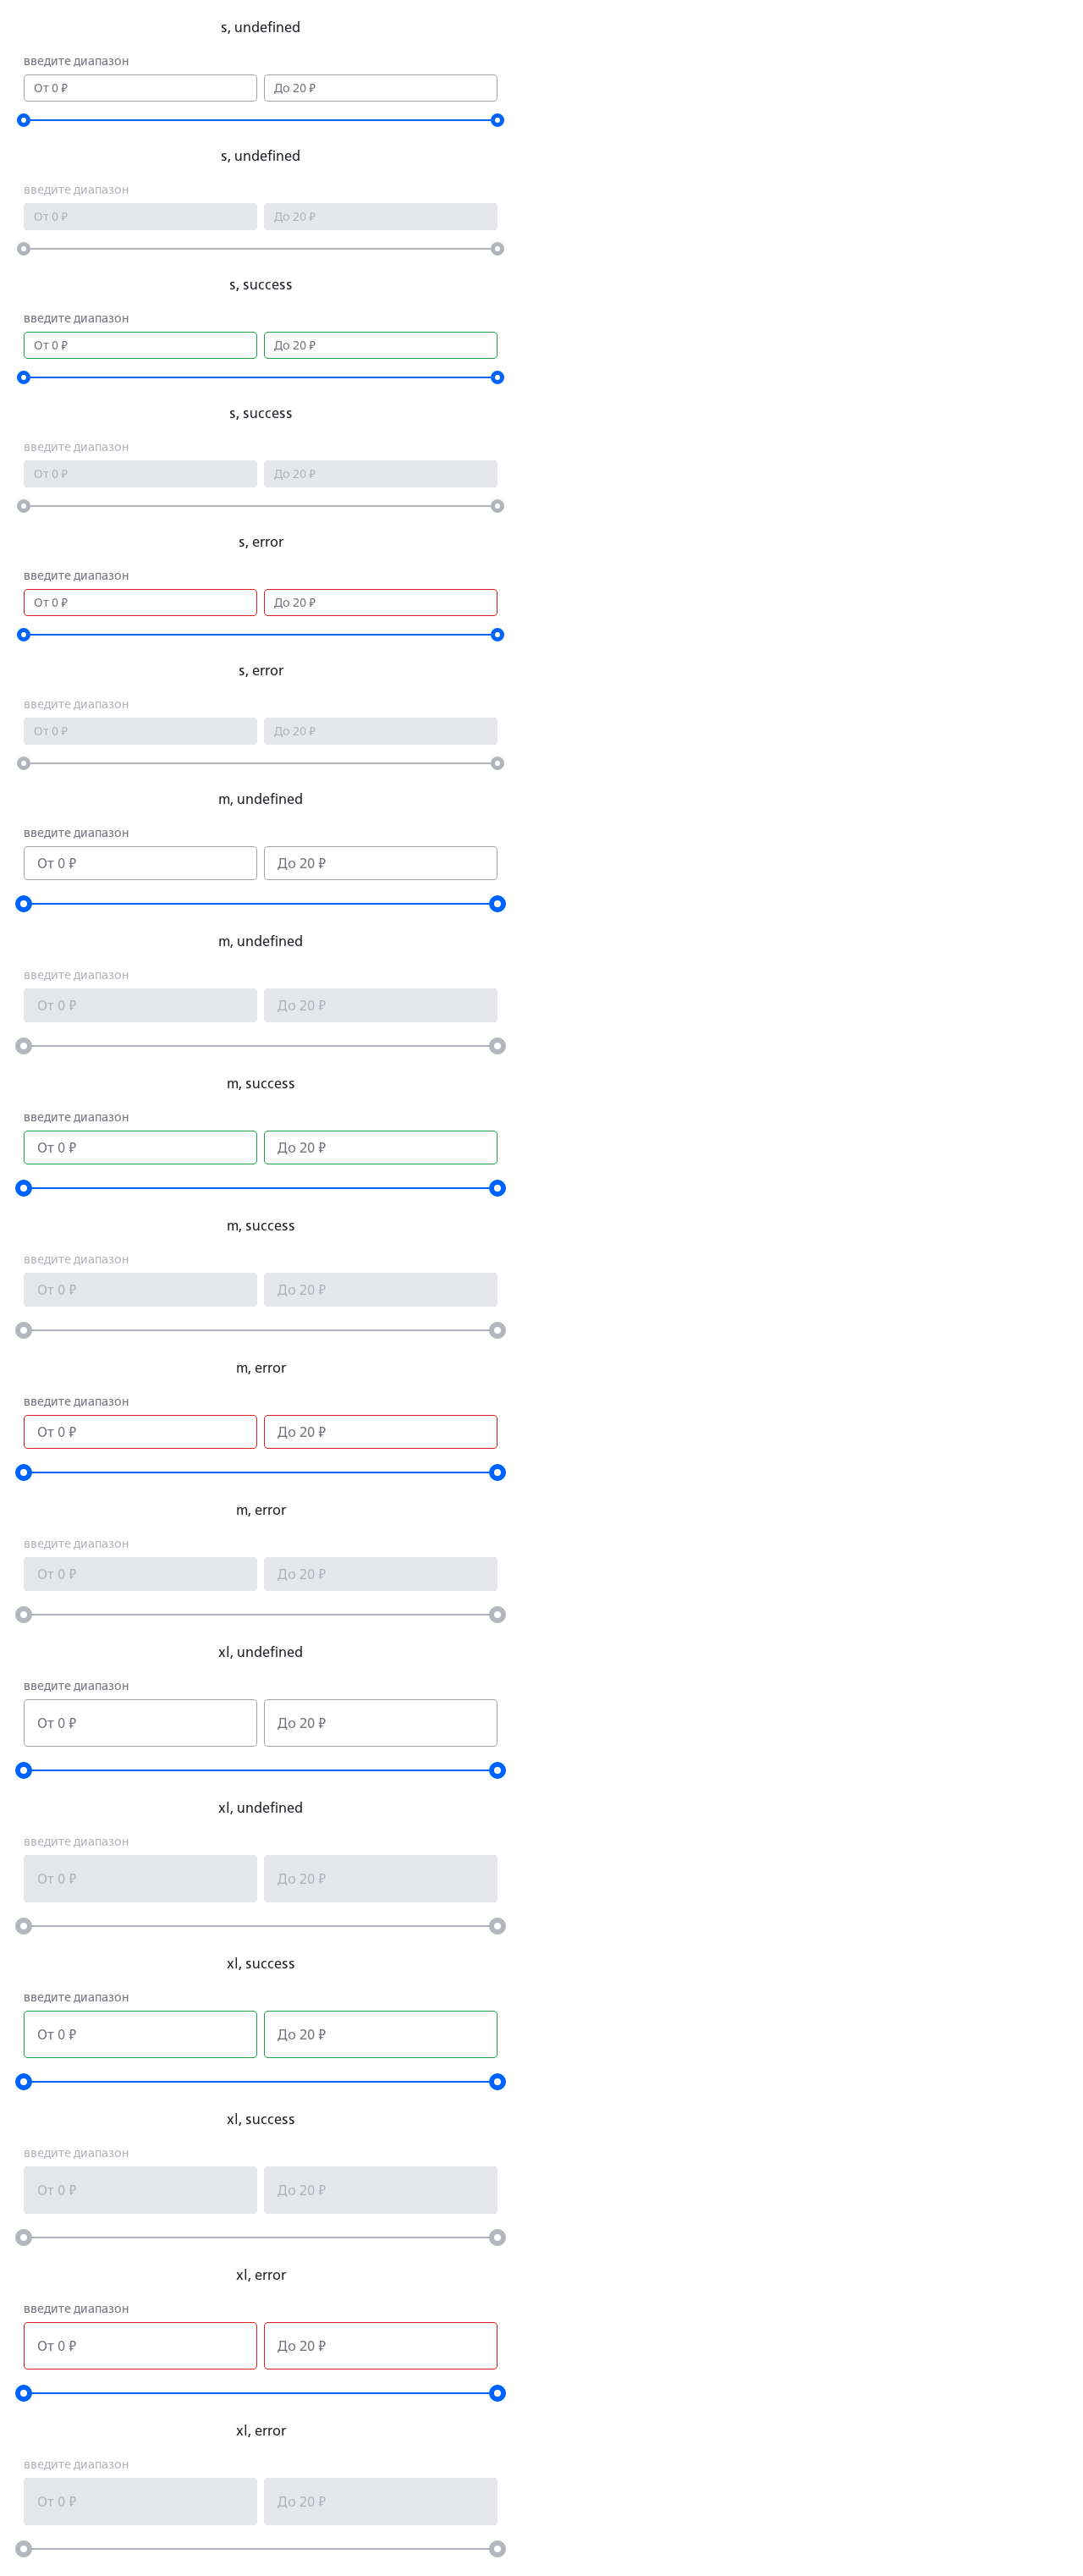 s, undefined
введите диапазон
От 0 ₽ До 20 ₽
s, undefined
введите диапазон
От 0 ₽ До 20 ₽
s, success
введите диапазон
От 0 ₽ До 20 ₽
s, success
введите диапазон
От 0 ₽ До 20 ₽
s, error
введите диапазон
От 0 ₽ До 20 ₽
s, error
введите диапазон
От 0 ₽ До 20 ₽
m, undefined
введите диапазон
От 0 ₽ До 20 ₽
m, undefined
введите диапазон
От 0 ₽ До 20 ₽
m, success
введите диапазон
От 0 ₽ До 20 ₽
m, success
введите диапазон
От 0 ₽ До 20 ₽
m, error
введите диапазон
От 0 ₽ До 20 ₽
m, error
введите диапазон
От 0 ₽ До 20 ₽
xl, undefined
введите диапазон
От 0 ₽ До 20 ₽
xl, undefined
введите диапазон
От 0 ₽ До 20 ₽
xl, success
введите диапазон
От 0 ₽ До 20 ₽
xl, success
введите диапазон
От 0 ₽ До 20 ₽
xl, error
введите диапазон
От 0 ₽ До 20 ₽
xl, error
введите диапазон
От 0 ₽ До 20 ₽